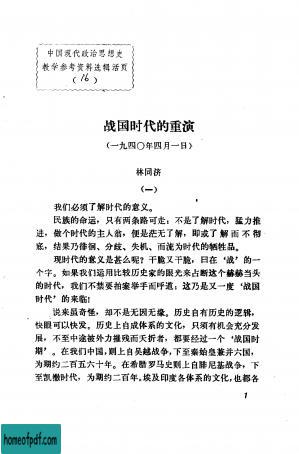 中国现代政治思想史
教学参考资料选辑活页
(16)
战国时代的重演
(一九四〇年四月一日)
林同济
(一)
我们必须了解时代的意义。
民族的命运，只有两条路可走：不是了解时代，猛力推
进，做个时代的主人翁，便是茫无了解，即或了解而不彻
底，结果乃徘徊、分歧、失机、而流为时代的牺牲品。
现时代的意义是甚么呢？干脆又干脆，曰在‘战’的一
个字。如果我们运用比较历史家的眼光来占断这个赫赫当头
的时代，我们不禁要拍案举手而呼道：这乃是又一度‘战国
时代’的来临！
说来虽奇怪，却不是无因无缘。历史自有历史的逻辑，
快眼可以快发。历史上自成体系的文化，只须有机会充分发
展，不至中途被外力摧残而夭折者，都要经过一个‘战国时
期’。在我们中国，则上自吴越战争，下至秦始皇兼并六国，
为期约二百五六十年。在希腊罗马史则上自腓尼基战争，下
至凯撒时代，为期约二百年。埃及印度各体系的文化，也都各
1
homeofpdf.com
homeofpdf.com